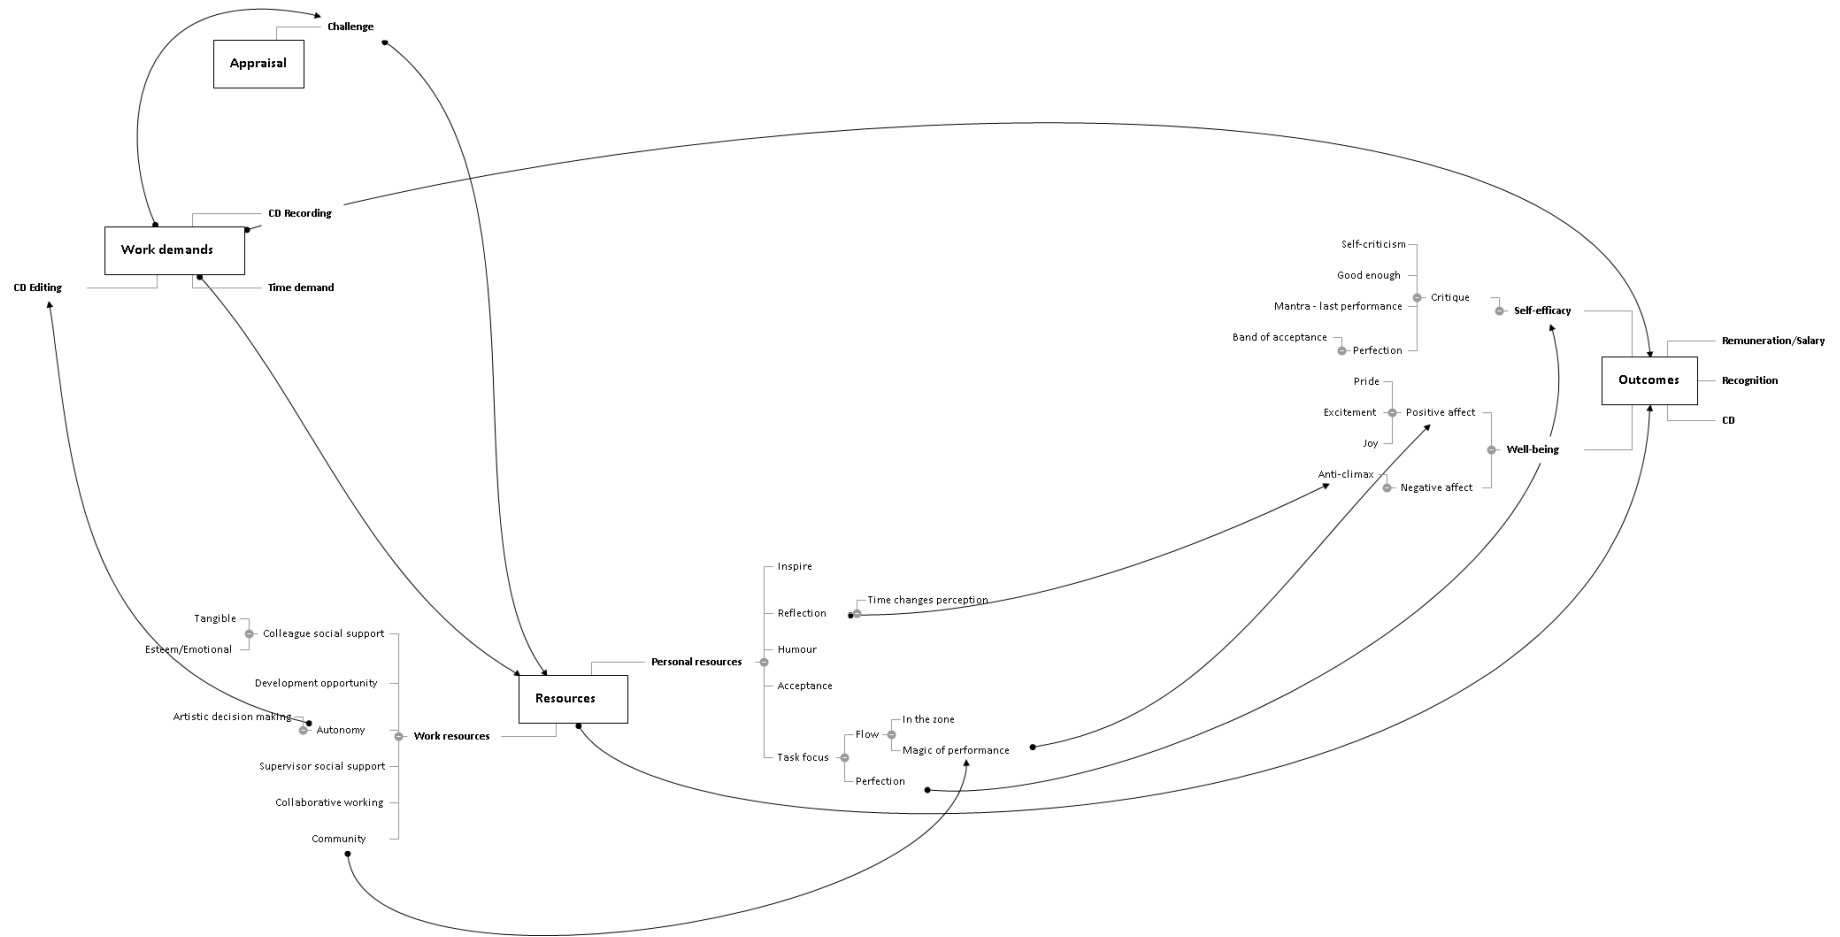 Challenge
Appraisal
CD Recording
Work demands
CD Editing
Time demand
Self-criticism
Good enough
Critique
Mantra - last performance
Self-efficacy
Band of acceptance
Perfection
Remuneration/Salary
Outcomes
Recognition
CD
Pride
Excitement
Positive affect
Joy
Well-being
Anti-climax
Negative affect
Inspire
Time changes perception
Reflection
Humour
Personal resources
Acceptance
Resources
In the zone
Flow
Magic of performance
Task focus
Perfection
Tangible
Colleague social support
Esteem/Emotional
Development opportunity
Artistic decision making
Autonomy
Work resources
Supervisor social support
Collaborative working
Community